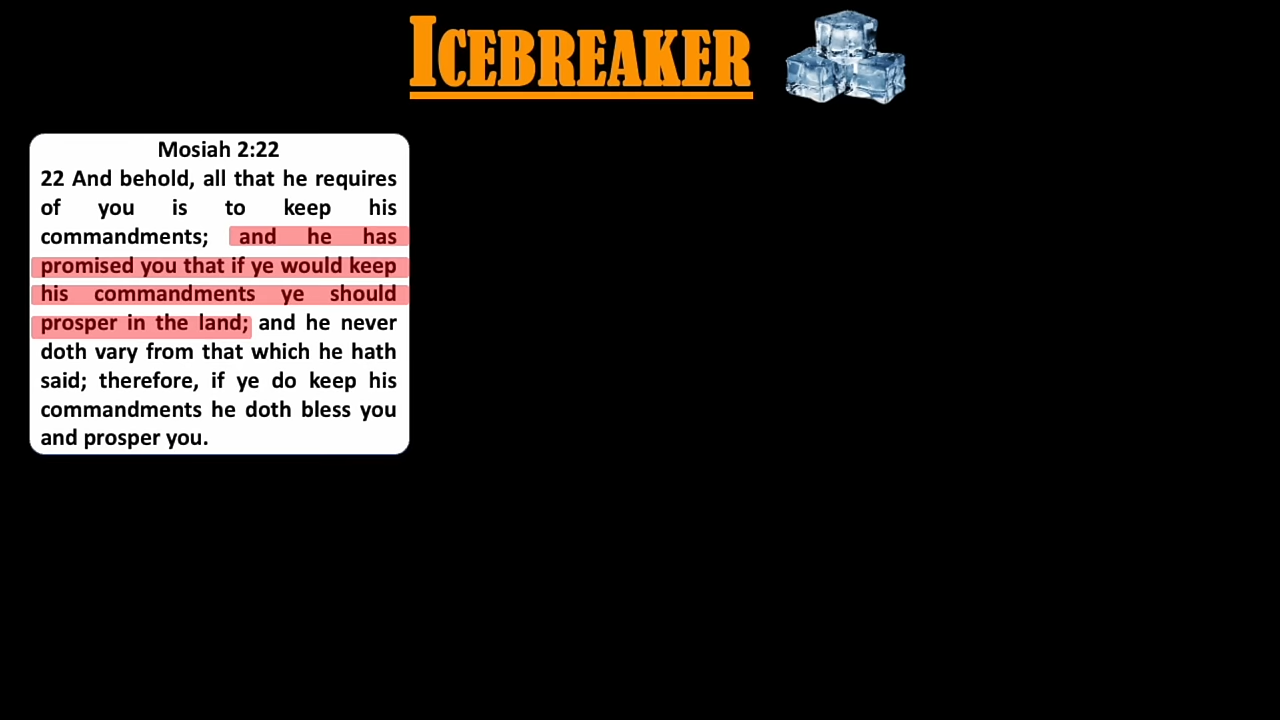 ICEBREAKER
Mosiah 2:22
22 And behold, all that he requires
of you is to keep his
commandments; and he has
promised you that if ye would keep
his commandments ye should
prosper in the land; and he never
doth vary from that which he hath
said; therefore, if ye do keep his
commandments he doth bless you
and prosper you.